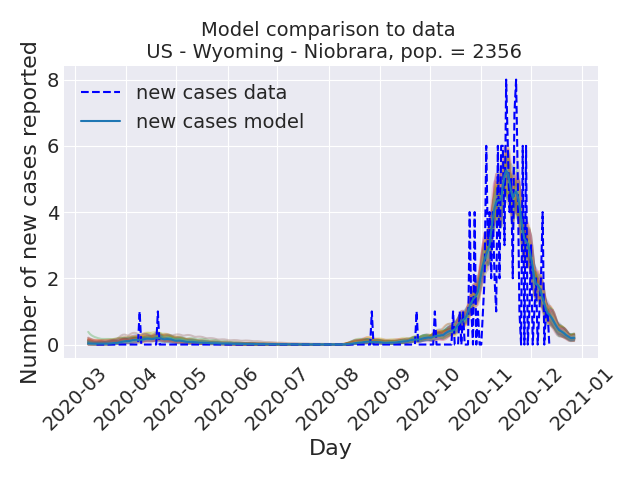 Model comparison to data
US - Wyoming - Niobrara, pop. = 2356
Number of new cases reported
8
6
4
2
0
new cases data
new cases model
2020-03
2020-04
2020-05
2020-06
2020-07
2020-08
2020-09
2020-10
2020-11
2020-12
2021-01
Day